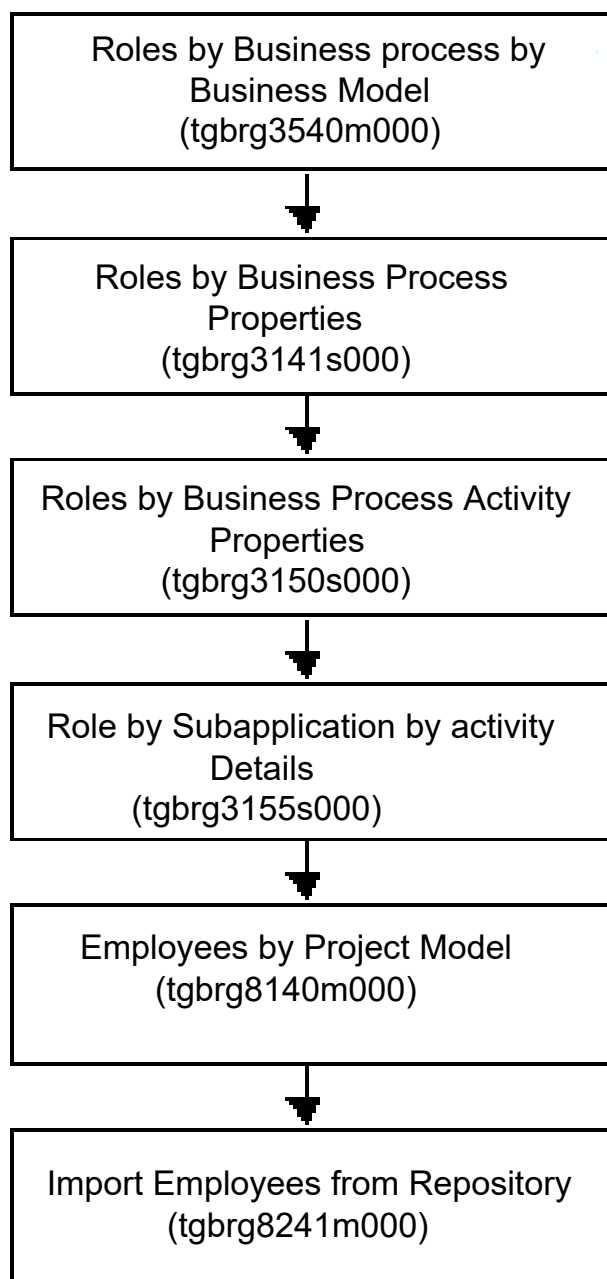 Roles by Business process by
Business Model
(tgbrg3540m000)
Roles by Business Process
Properties
(tgbrg3141s000)
Roles by Business Process Activity
Properties
(tgbrg3150s000)
Role by Subapplication by activity
Details
(tgbrg3155s000)
Employees by Project Model
(tgbrg8140m000)
Import Employees from Repository
(tgbrg8241m000)